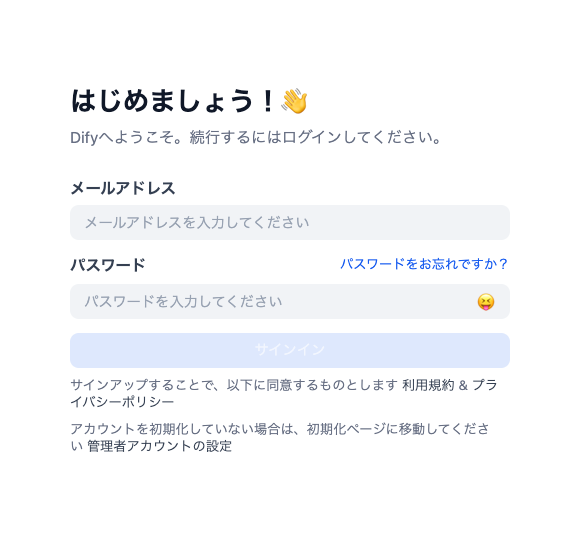 はじめましょう！👋
Difyへようこそ。続行するにはログインしてください。
メールアドレス
メールアドレスを入力してください
パスワード
パスワードをお忘れですか？
パスワードを入力してください
サインイン
サインアップすることで、以下に同意するものとします 利用規約 & プラ
イバシーポリシー
アカウントを初期化していない場合は、初期化ページに移動してくださ
い 管理者アカウントの設定